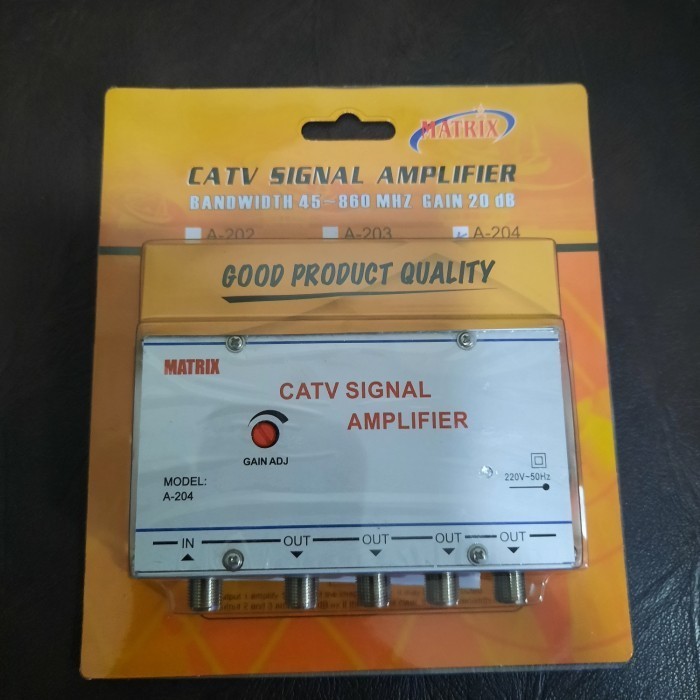 MATRIX
CATV SIGNAL AMPLIFIER
BANDWIDTH 45~860 MHZ GAIN 20 dB
A-202 A-203 A-204
GOOD PRODUCT QUALITY
MATRIX
CATV SIGNAL
AMPLIFIER
GAIN ADJ
MODEL:
A-204
220V~50Hz
IN OUT OUT OUT OUT